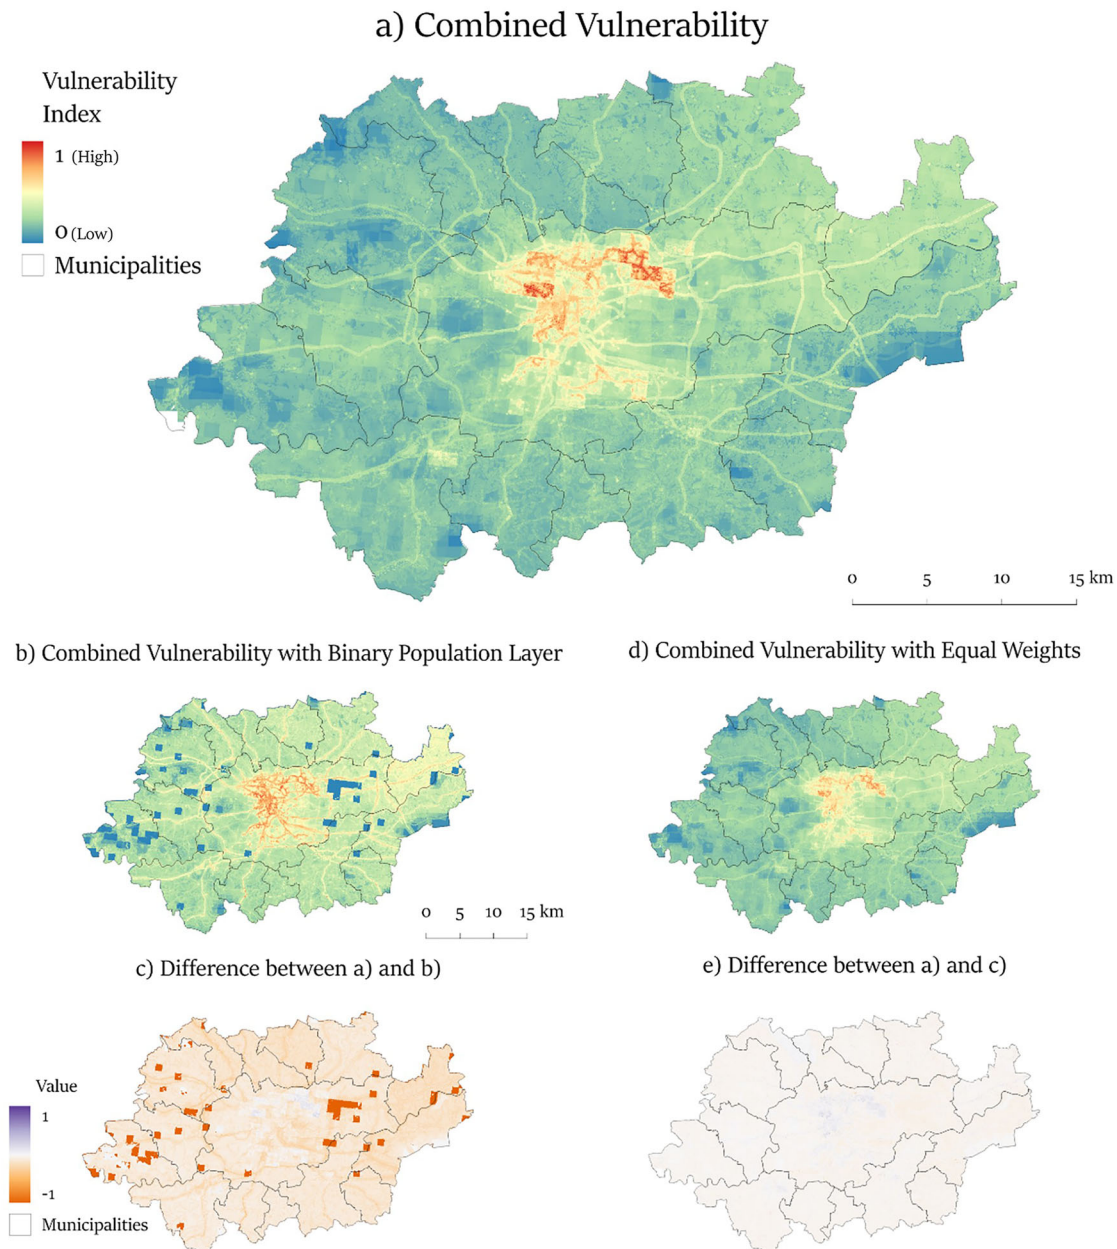 a) Combined Vulnerability
Vulnerability
Index
1 (High)
0 (Low)
Municipalities
0 5 10 15 km
b) Combined Vulnerability with Binary Population Layer
d) Combined Vulnerability with Equal Weights
0 5 10 15 km
c) Difference between a) and b)
e) Difference between a) and c)
Value
1
-1
Municipalities